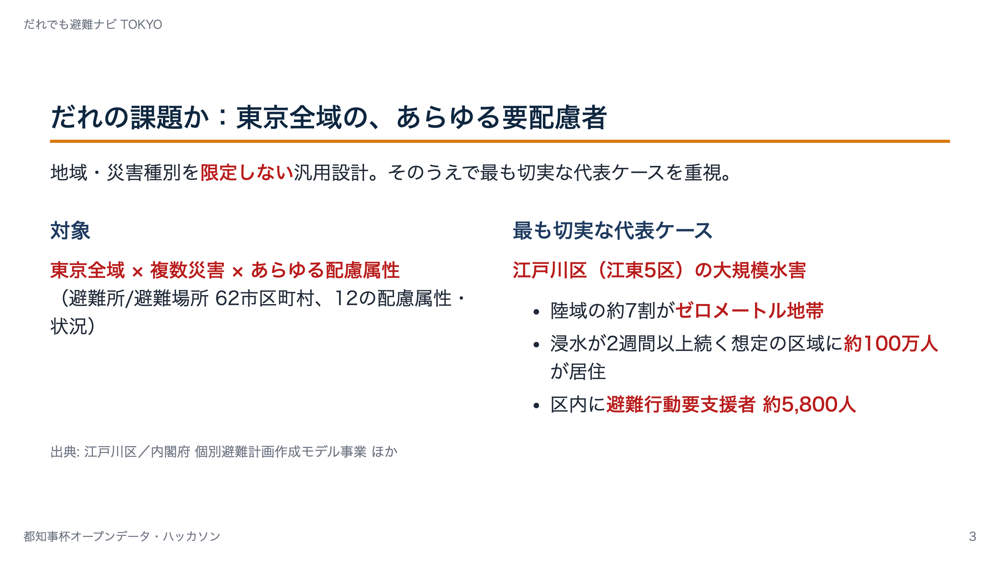 だれでも避難ナビ TOKYO
だれの課題か：東京全域の、あらゆる要配慮者
地域・災害種別を限定しない汎用設計。そのうえで最も切実な代表ケースを重視。
対象
東京全域 × 複数災害 × あらゆる配慮属性
（避難所/避難場所 62市区町村、12の配慮属性・
状況）
最も切実な代表ケース
江戸川区（江東5区）の大規模水害
• 陸域の約7割がゼロメートル地帯
• 浸水が2週間以上続く想定の区域に約100万人
が居住
• 区内に避難行動要支援者 約5,800人
出典: 江戸川区／内閣府 個別避難計画作成モデル事業 ほか
都知事杯オープンデータ・ハッカソン
3